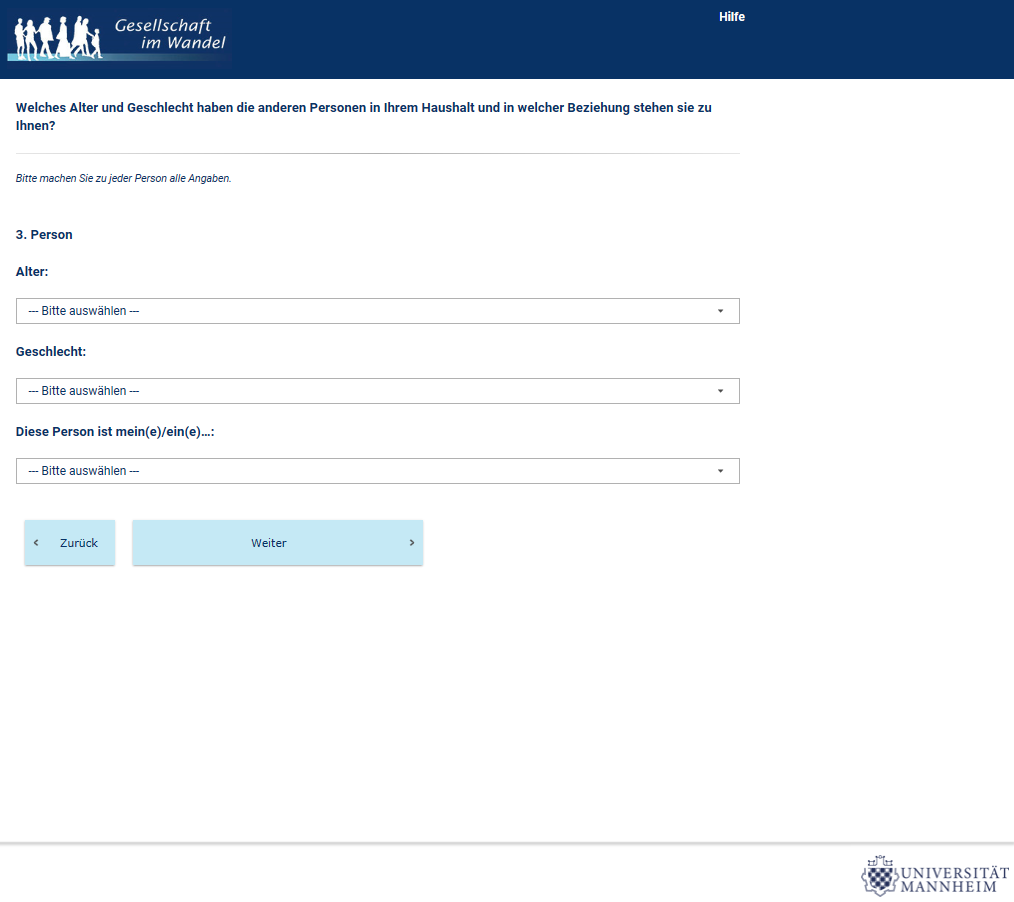 Gesellschaft
im Wandel
Hilfe
Welches Alter und Geschlecht haben die anderen Personen in Ihrem Haushalt und in welcher Beziehung stehen sie zu
Ihnen?
Bitte machen Sie zu jeder Person alle Angaben.
3. Person
Alter:
--- Bitte auswählen ---
Geschlecht:
--- Bitte auswählen ---
Diese Person ist mein(e)/ein(e)...:
--- Bitte auswählen ---
Zurück
Weiter
UNIVERSITÄT
MANNHEIM